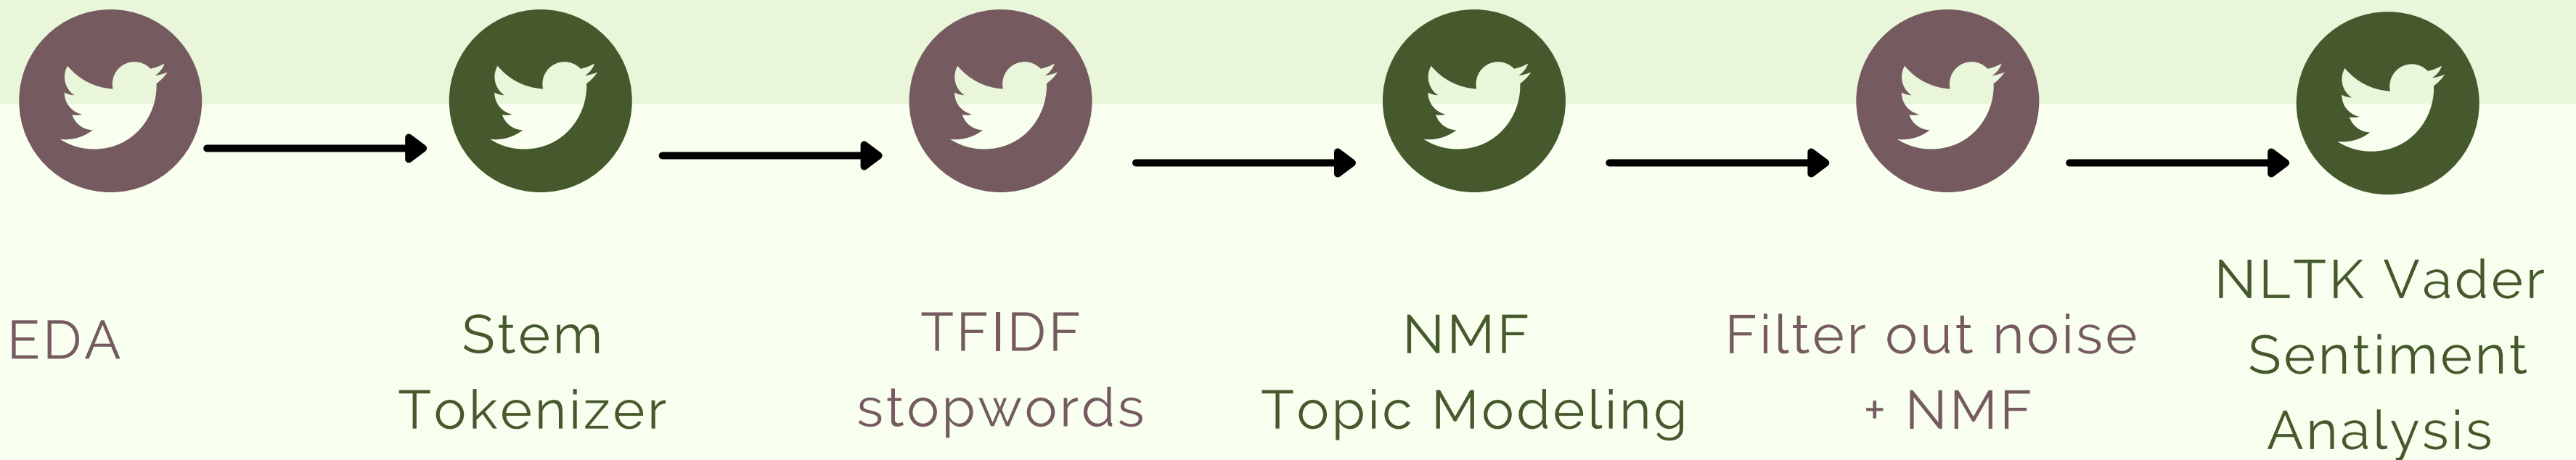 EDA
Stem
Tokenizer
TFIDF
stopwords
NMF
Topic Modeling
Filter out noise
+ NMF
NLTK Vader
Sentiment
Analysis